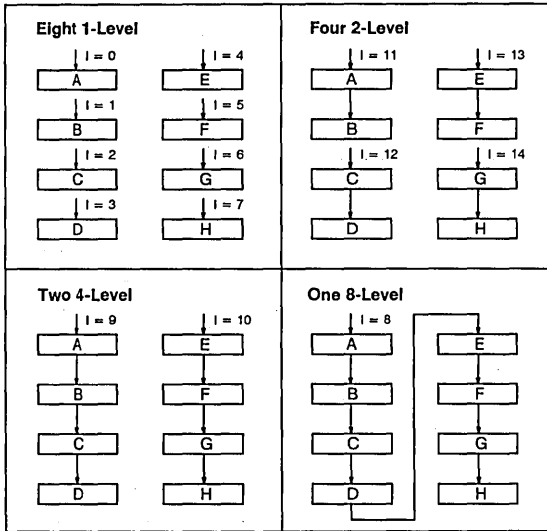 Eight 1-Level
I = 0
I = 4
A
E
I = 1
I = 5
B
F
I = 2
I = 6
C
G
I = 3
I = 7
D
H
Four 2-Level
I = 11
I = 13
A
E
B
F
I = 12
I = 14
C
G
D
H
Two 4-Level
I = 9
I = 10
A
E
B
F
C
G
D
H
One 8-Level
I = 8
A
E
B
F
C
G
D
H